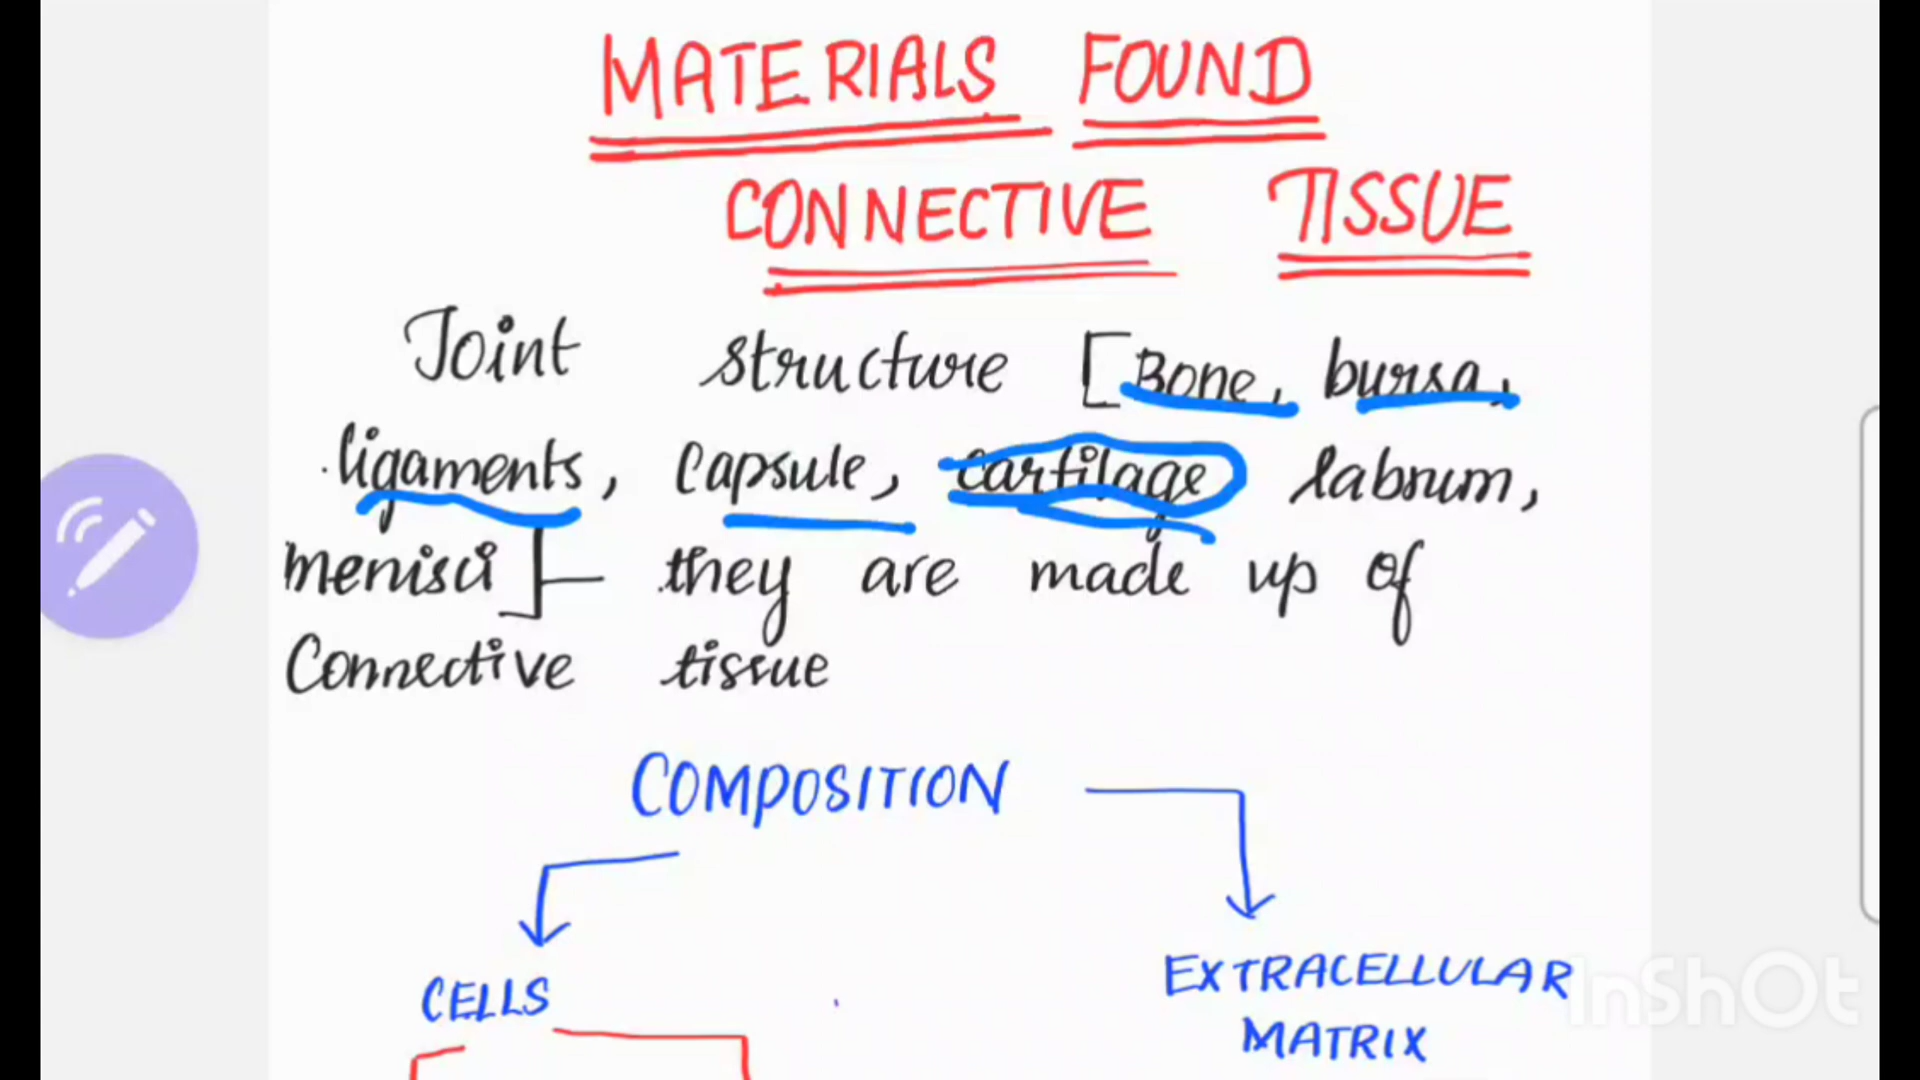 MATERIALS FOUND
CONNECTIVE TISSUE
Joint structure [Bone, bursa,
ligaments, capsule, cartilage labrum,
menisci] — they are made up of
Connective tissue
COMPOSITION
CELLS
EXTRACELLULAR
MATRIX
InShOt